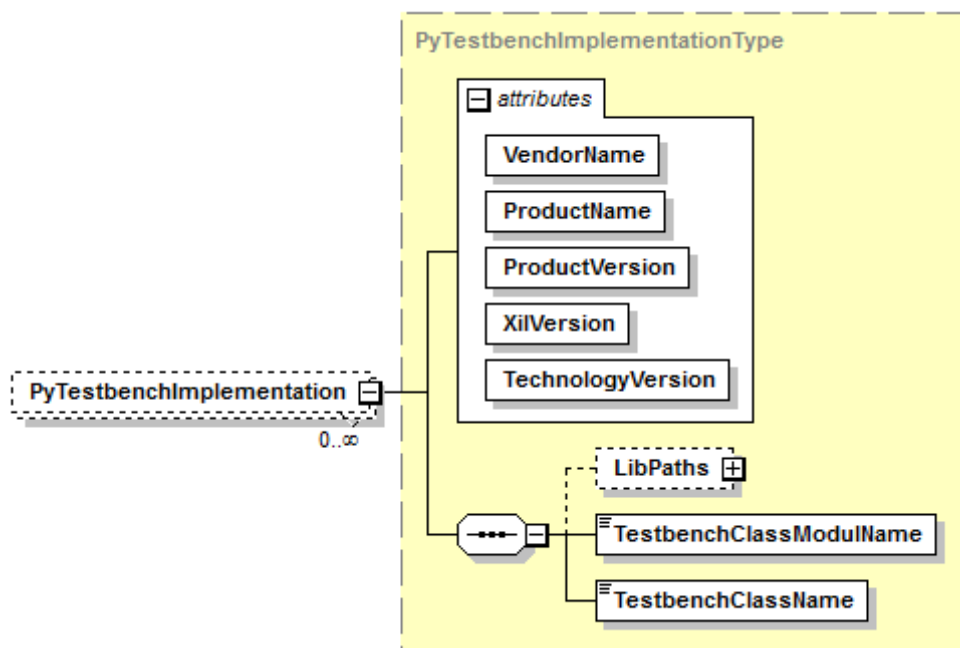 PyTestbenchImplementationType
attributes
VendorName
ProductName
ProductVersion
XilVersion
TechnologyVersion
PyTestbenchImplementation
0..∞
LibPaths
TestbenchClassModulName
TestbenchClassName